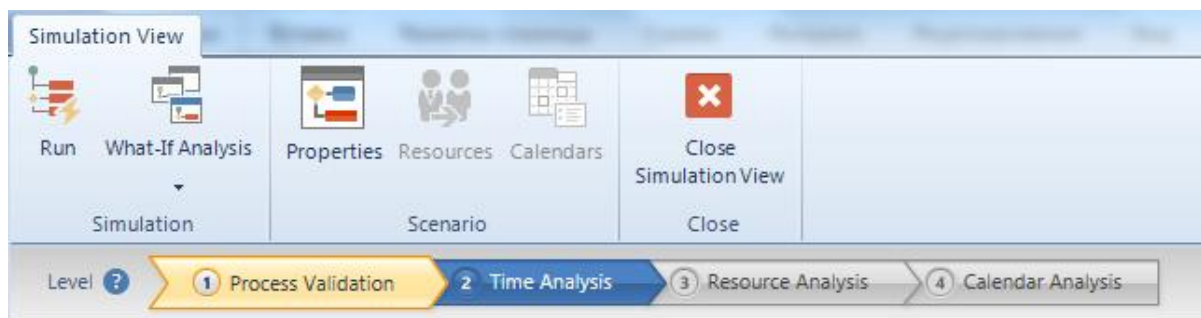 Simulation View
Run
What-If Analysis
Properties
Resources
Calendars
Close
Simulation View
Simulation
Scenario
Close
Level ?
1 Process Validation
2 Time Analysis
3 Resource Analysis
4 Calendar Analysis